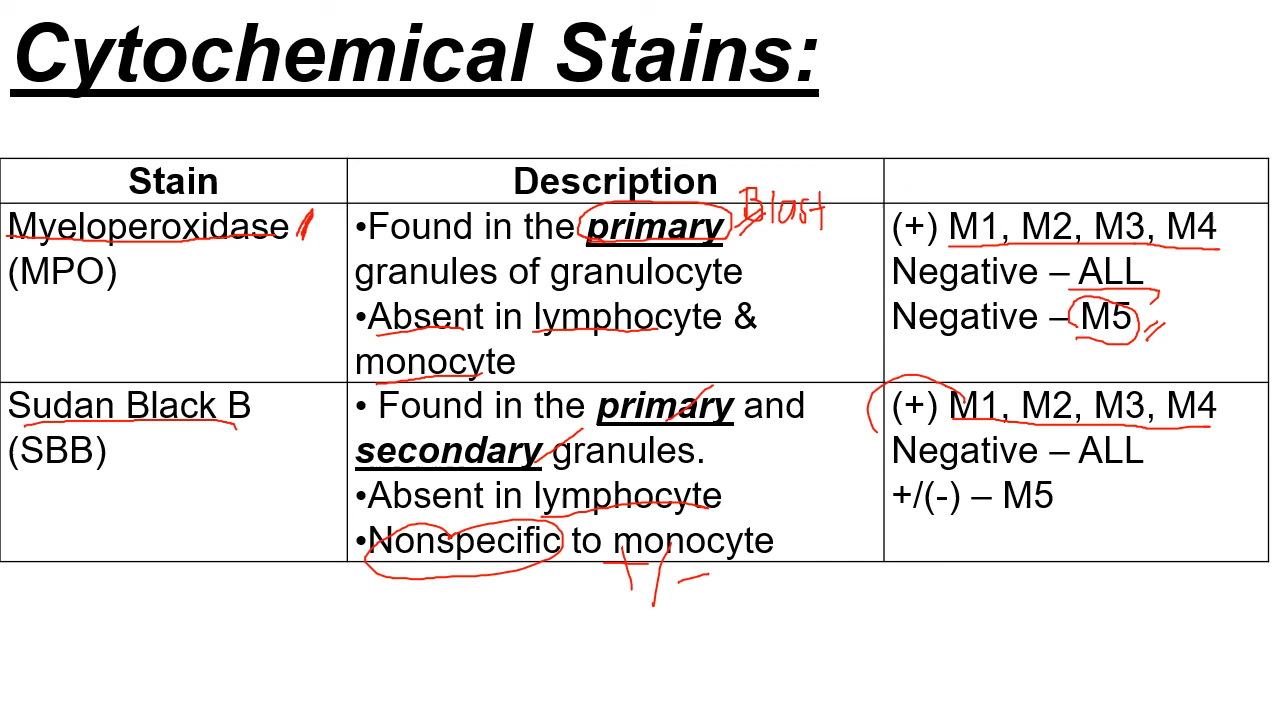 Cytochemical Stains:
Stain
Description
Myeloperoxidase
(MPO)
•Found in the primary
granules of granulocyte
•Absent in lymphocyte &
monocyte
Blast
(+) M1, M2, M3, M4
Negative – ALL
Negative – M5
Sudan Black B
(SBB)
• Found in the primary and
secondary granules.
•Absent in lymphocyte
•Nonspecific to monocyte
+/-
(+) M1, M2, M3, M4
Negative – ALL
+/(-) – M5